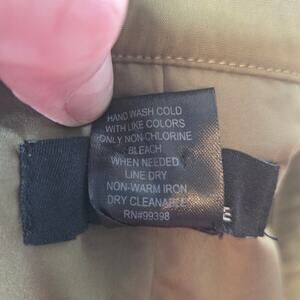 HAND WASH COLD
WITH LIKE COLORS
ONLY NON-CHLORINE
BLEACH
WHEN NEEDED
LINE DRY
NON-WARM IRON
DRY CLEANABLE
RN#99398